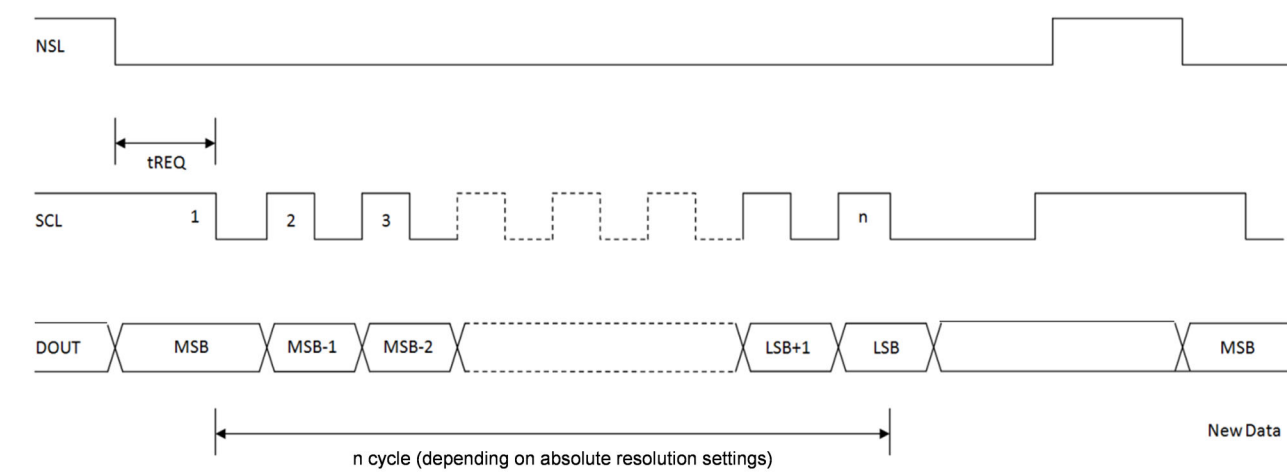 NSL
tREQ
SCL 1 2 3 n
DOUT MSB MSB-1 MSB-2 LSB+1 LSB MSB
New Data
n cycle (depending on absolute resolution settings)